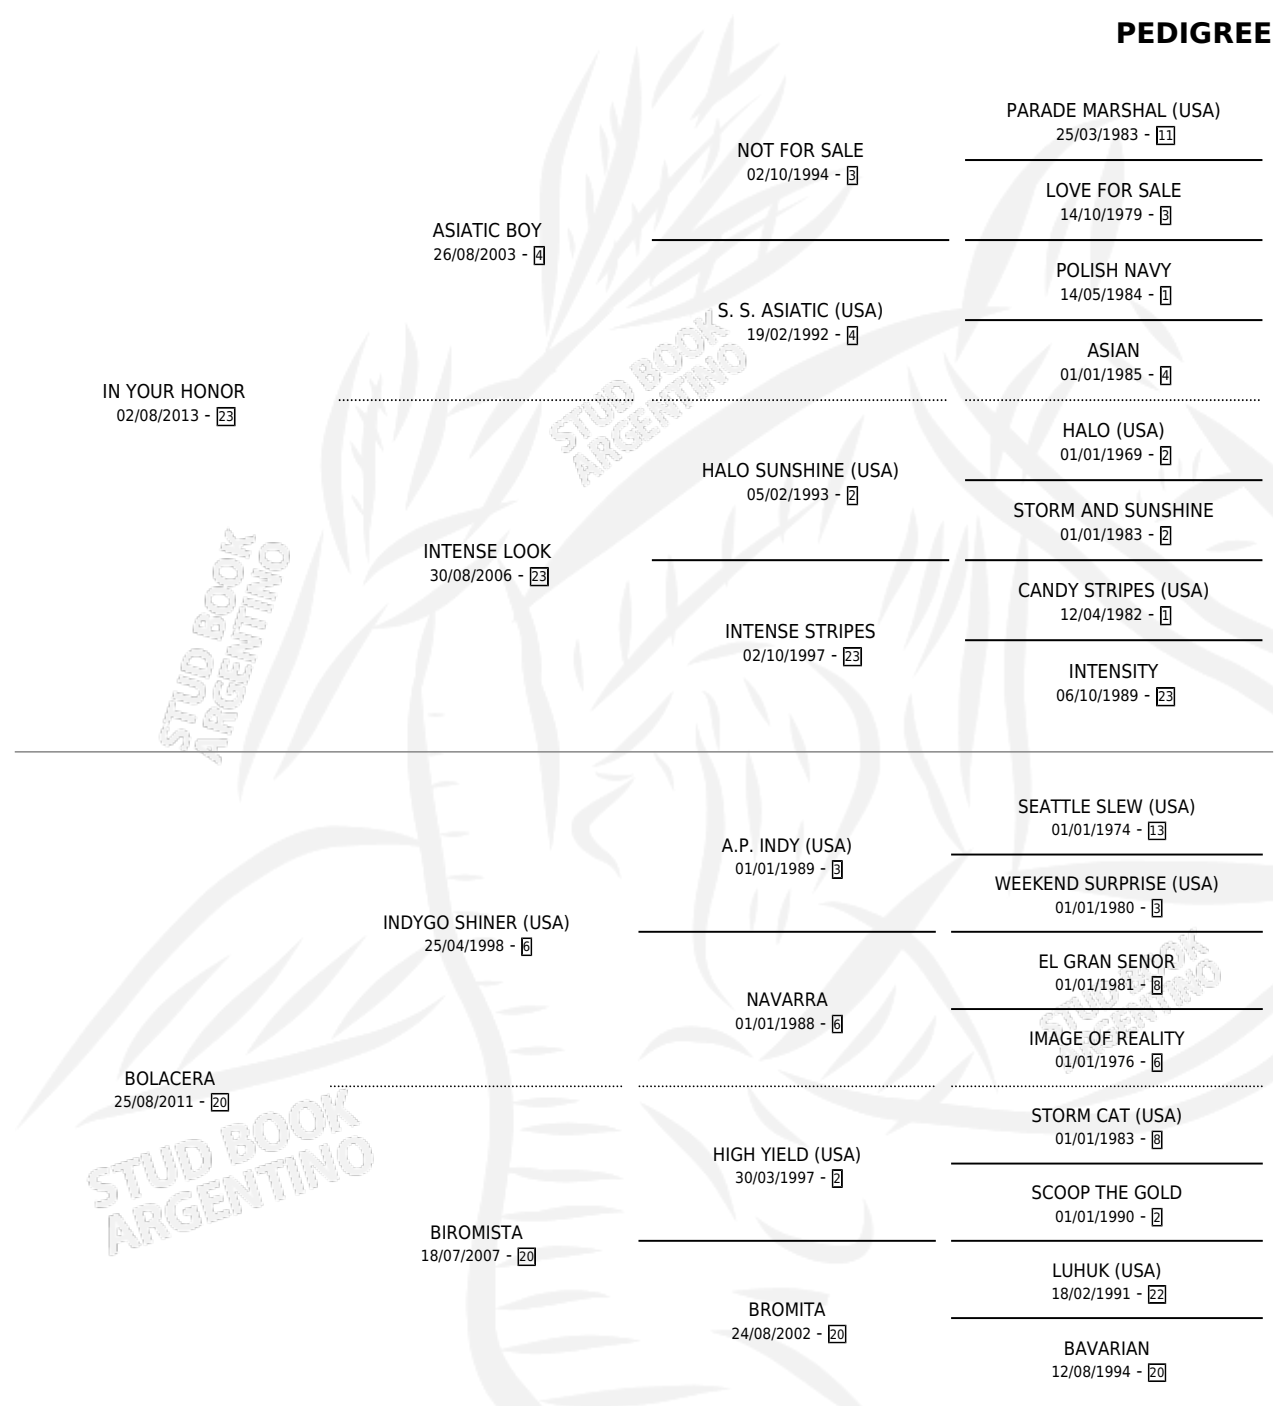 PEDIGREE
PARADE MARSHAL (USA)
25/03/1983 - 11
NOT FOR SALE
02/10/1994 - 3
LOVE FOR SALE
14/10/1979 - 3
ASIATIC BOY
26/08/2003 - 4
POLISH NAVY
14/05/1984 - 1
S. S. ASIATIC (USA)
19/02/1992 - 4
ASIAN
01/01/1985 - 4
IN YOUR HONOR
02/08/2013 - 23
HALO (USA)
01/01/1969 - 2
HALO SUNSHINE (USA)
05/02/1993 - 2
STORM AND SUNSHINE
01/01/1983 - 2
INTENSE LOOK
30/08/2006 - 23
CANDY STRIPES (USA)
12/04/1982 - 1
INTENSE STRIPES
02/10/1997 - 23
INTENSITY
06/10/1989 - 23
STUD BOOK
ARGENTINO
STUD BOOK
ARGENTINO
SEATTLE SLEW (USA)
01/01/1974 - 13
A.P. INDY (USA)
01/01/1989 - 3
WEEKEND SURPRISE (USA)
01/01/1980 - 3
INDYGO SHINER (USA)
25/04/1998 - 6
EL GRAN SENOR
01/01/1981 - 8
NAVARRA
01/01/1988 - 6
IMAGE OF REALITY
01/01/1976 - 6
BOLACERA
25/08/2011 - 20
STORM CAT (USA)
01/01/1983 - 8
HIGH YIELD (USA)
30/03/1997 - 2
SCOOP THE GOLD
01/01/1990 - 2
BIROMISTA
18/07/2007 - 20
LUHUK (USA)
18/02/1991 - 22
BROMITA
24/08/2002 - 20
BAVARIAN
12/08/1994 - 20
STUD BOOK
ARGENTINO
STUD BOOK
ARGENTINO